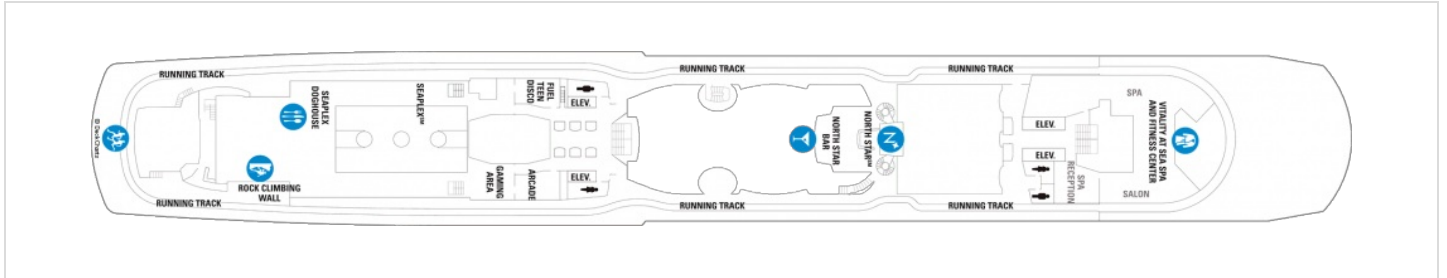 RUNNING TRACK
RUNNING TRACK
RUNNING TRACK
SEAPLEX
DOGHOUSE
SEAPLEX™
FUEL
TEEN
DISCO
ELEV.
NORTH STAR
BAR
NORTH STAR℠
ELEV.
ELEV.
SPA
VITALITY AT SEA SPA
AND FITNESS CENTER
ROCK CLIMBING
WALL
GAMING
AREA
ARCADE
ELEV.
SPA
RECEPTION
SALON
RUNNING TRACK
RUNNING TRACK
RUNNING TRACK